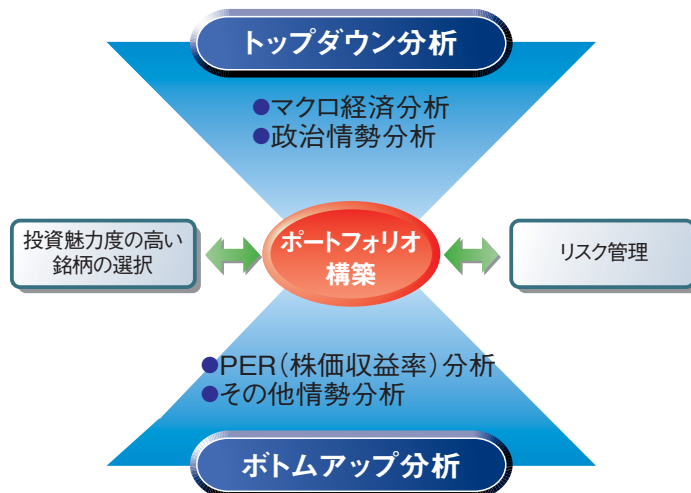 トップダウン分析
●マクロ経済分析
●政治情勢分析
投資魅力度の高い
銘柄の選択
ポートフォリオ
構築
リスク管理
●PER(株価収益率)分析
●その他情勢分析
ボトムアップ分析